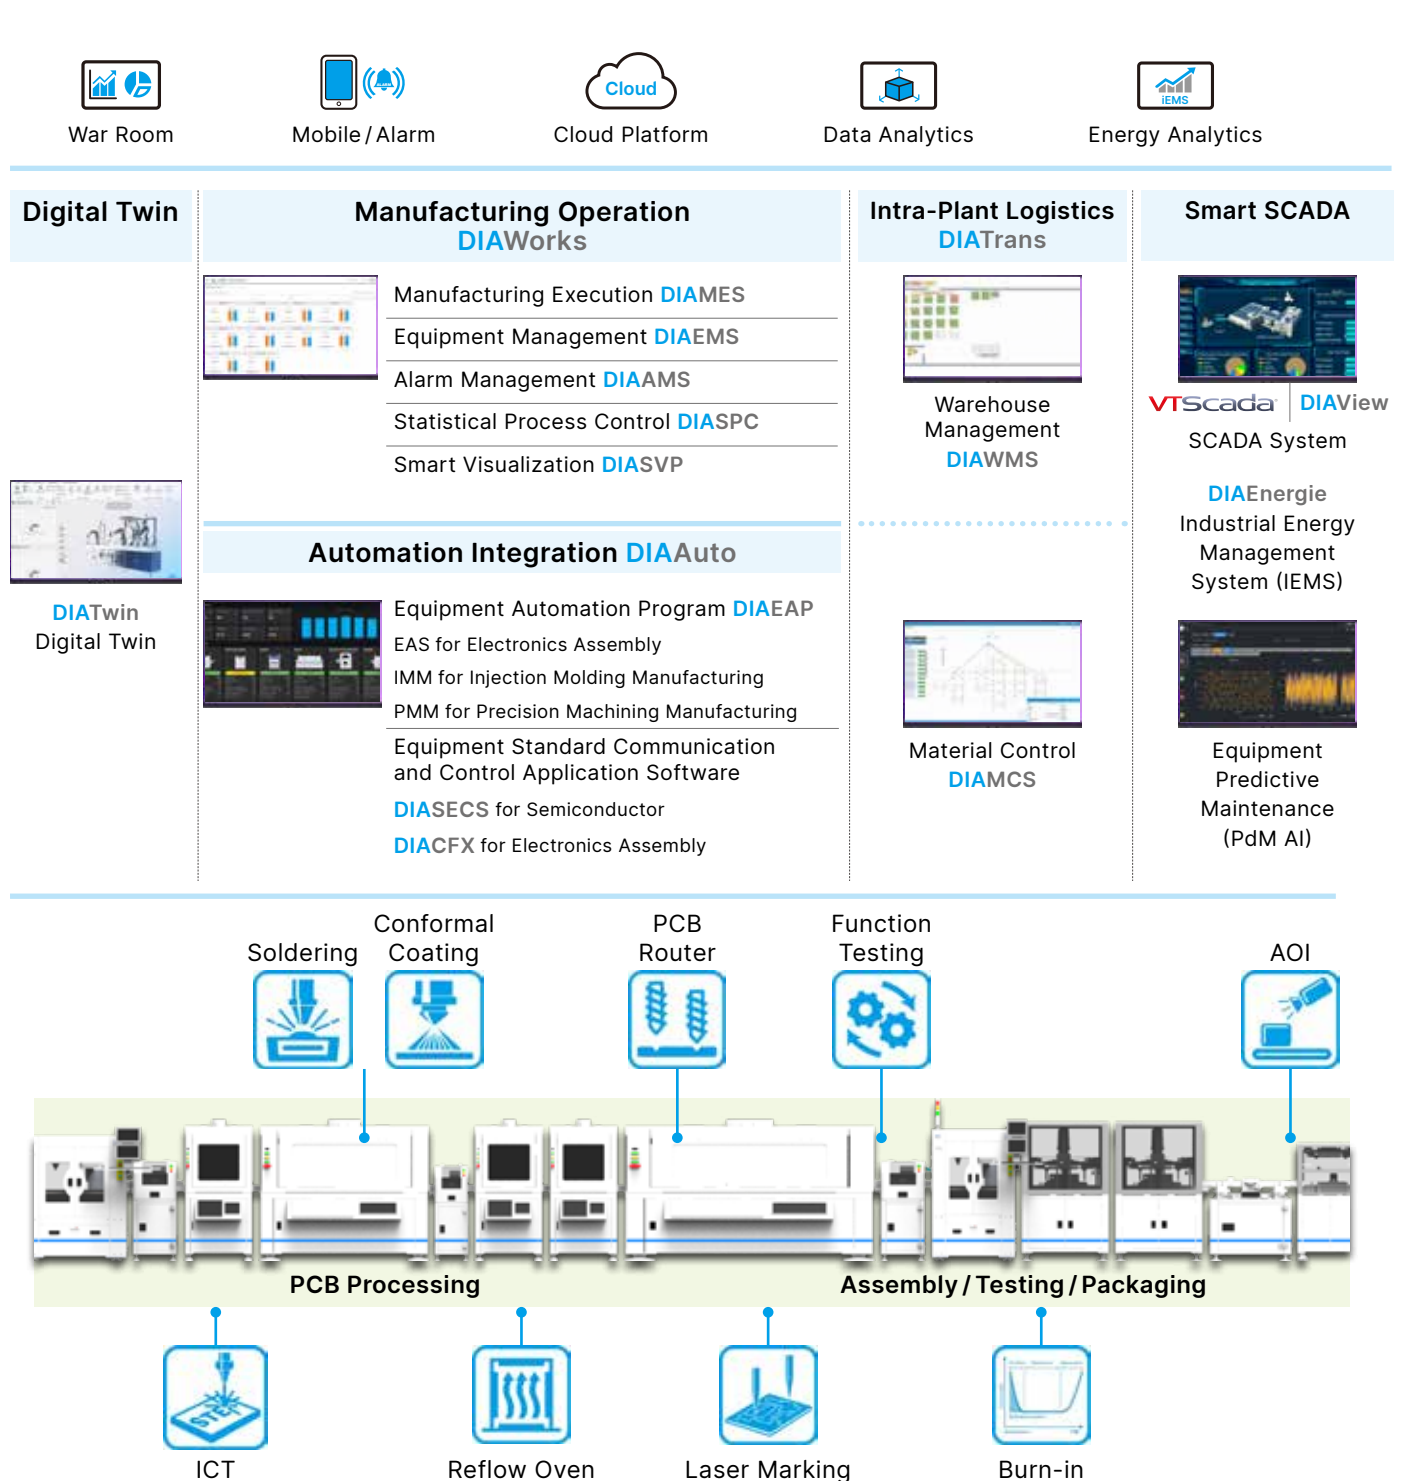 Cloud
iEMS
War Room
Mobile / Alarm
Cloud Platform
Data Analytics
Energy Analytics
Digital Twin
DIATwin
Digital Twin
Manufacturing Operation
DIAWorks
Manufacturing Execution DIAMES
Equipment Management DIAEMS
Alarm Management DIAAMS
Statistical Process Control DIASPC
Smart Visualization DIASVP
Automation Integration DIAAuto
Equipment Automation Program DIAEAP
EAS for Electronics Assembly
IMM for Injection Molding Manufacturing
PMM for Precision Machining Manufacturing
Equipment Standard Communication
and Control Application Software
DIASECS for Semiconductor
DIACFX for Electronics Assembly
Intra-Plant Logistics
DIATrans
Warehouse
Management
DIAWMS
Material Control
DIAMCS
Smart SCADA
VTScada DIAView
SCADA System
DIAEnergie
Industrial Energy
Management
System (IEMS)
Equipment
Predictive
Maintenance
(PdM AI)
Soldering
Conformal
Coating
PCB
Router
Function
Testing
AOI
PCB Processing
Assembly / Testing / Packaging
STEP
ICT
Reflow Oven
Laser Marking
Burn-in